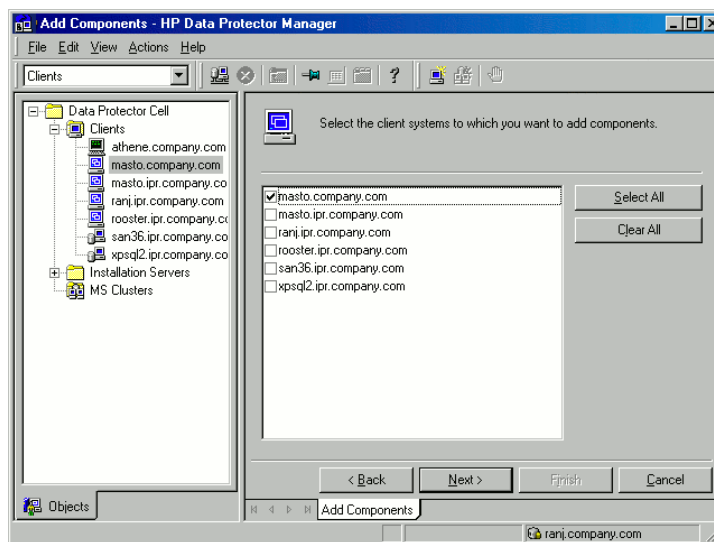 Add Components - HP Data Protector Manager
File Edit View Actions Help
Clients
Data Protector Cell
Clients
athene.company.com
masto.company.com
masto.ipr.company.co
ranj.ipr.company.com
rooster.ipr.company.cc
san36.ipr.company.co
xpsql2.ipr.company.co
Installation Servers
MS Clusters
Objects
Select the client systems to which you want to add components.
masto.company.com
masto.ipr.company.com
ranj.ipr.company.com
rooster.ipr.company.com
san36.ipr.company.com
xpsql2.ipr.company.com
Select All
Clear All
< Back Next > Finish Cancel
Add Components
ranj.company.com